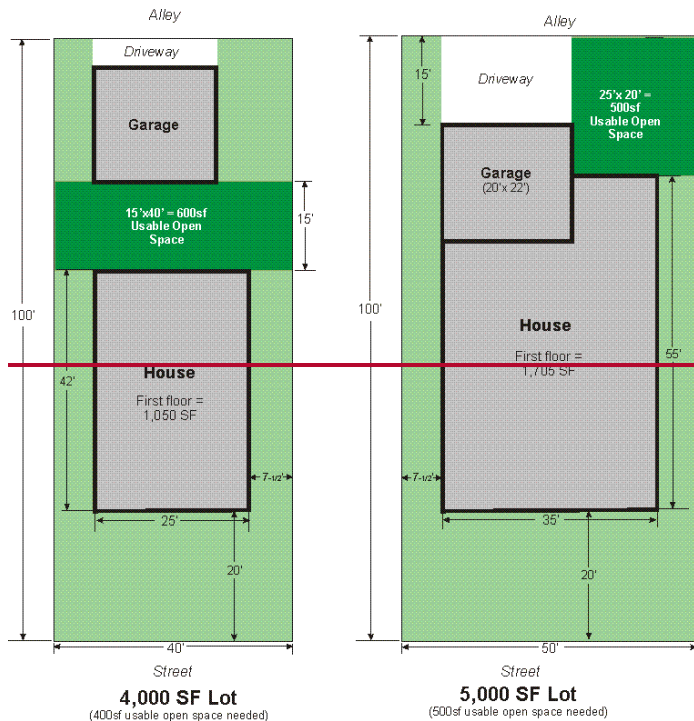 Alley
Driveway
Garage
15'x40' = 600sf
Usable Open
Space
15'
100'
42'
House
First floor =
1,050 SF
7-1/2'
25'
20'
40'
Street
4,000 SF Lot
(400sf usable open space needed)
Alley
15'
Driveway
25'x 20' =
500sf
Usable Open
Space
Garage
(20'x 22')
100'
House
First floor =
1,705 SF
55'
7-1/2'
35'
20'
50'
Street
5,000 SF Lot
(500sf usable open space needed)